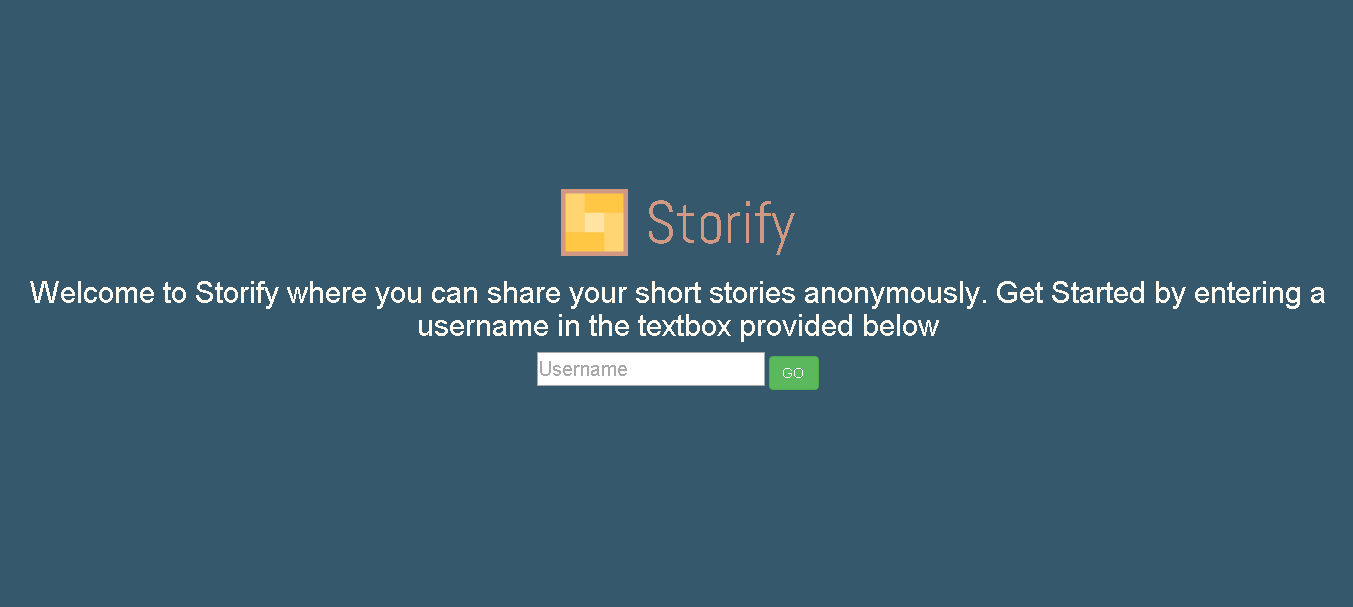 Storify
Welcome to Storify where you can share your short stories anonymously. Get Started by entering a
username in the textbox provided below
Username GO